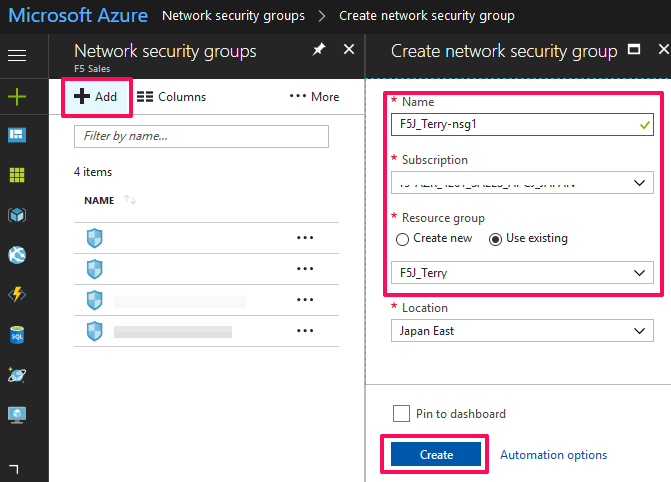 Microsoft Azure Network security groups > Create network security group
Network security groups
F5 Sales
Add Columns ··· More
Filter by name...
4 items
NAME
SQL
Create network security group
* Name
F5J_Terry-nsg1
* Subscription
* Resource group
Create new Use existing
F5J_Terry
* Location
Japan East
Pin to dashboard
Create Automation options